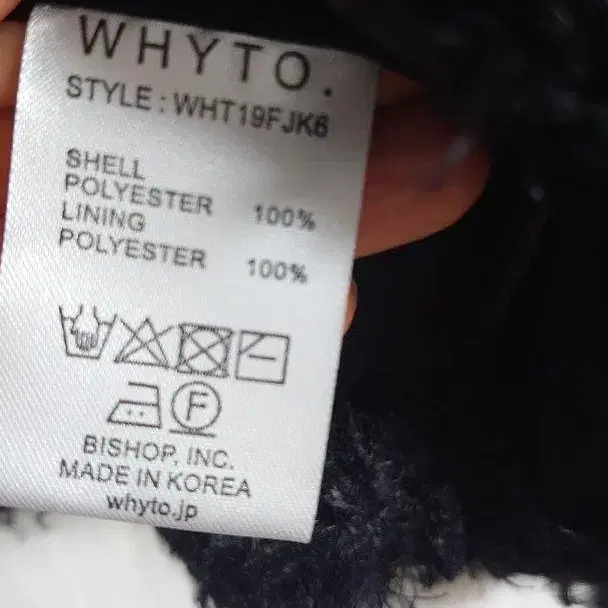 WHYTO.
STYLE : WHT19FJK6
SHELL
POLYESTER 100%
LINING
POLYESTER 100%
F
BISHOP, INC.
MADE IN KOREA
whyto.jp